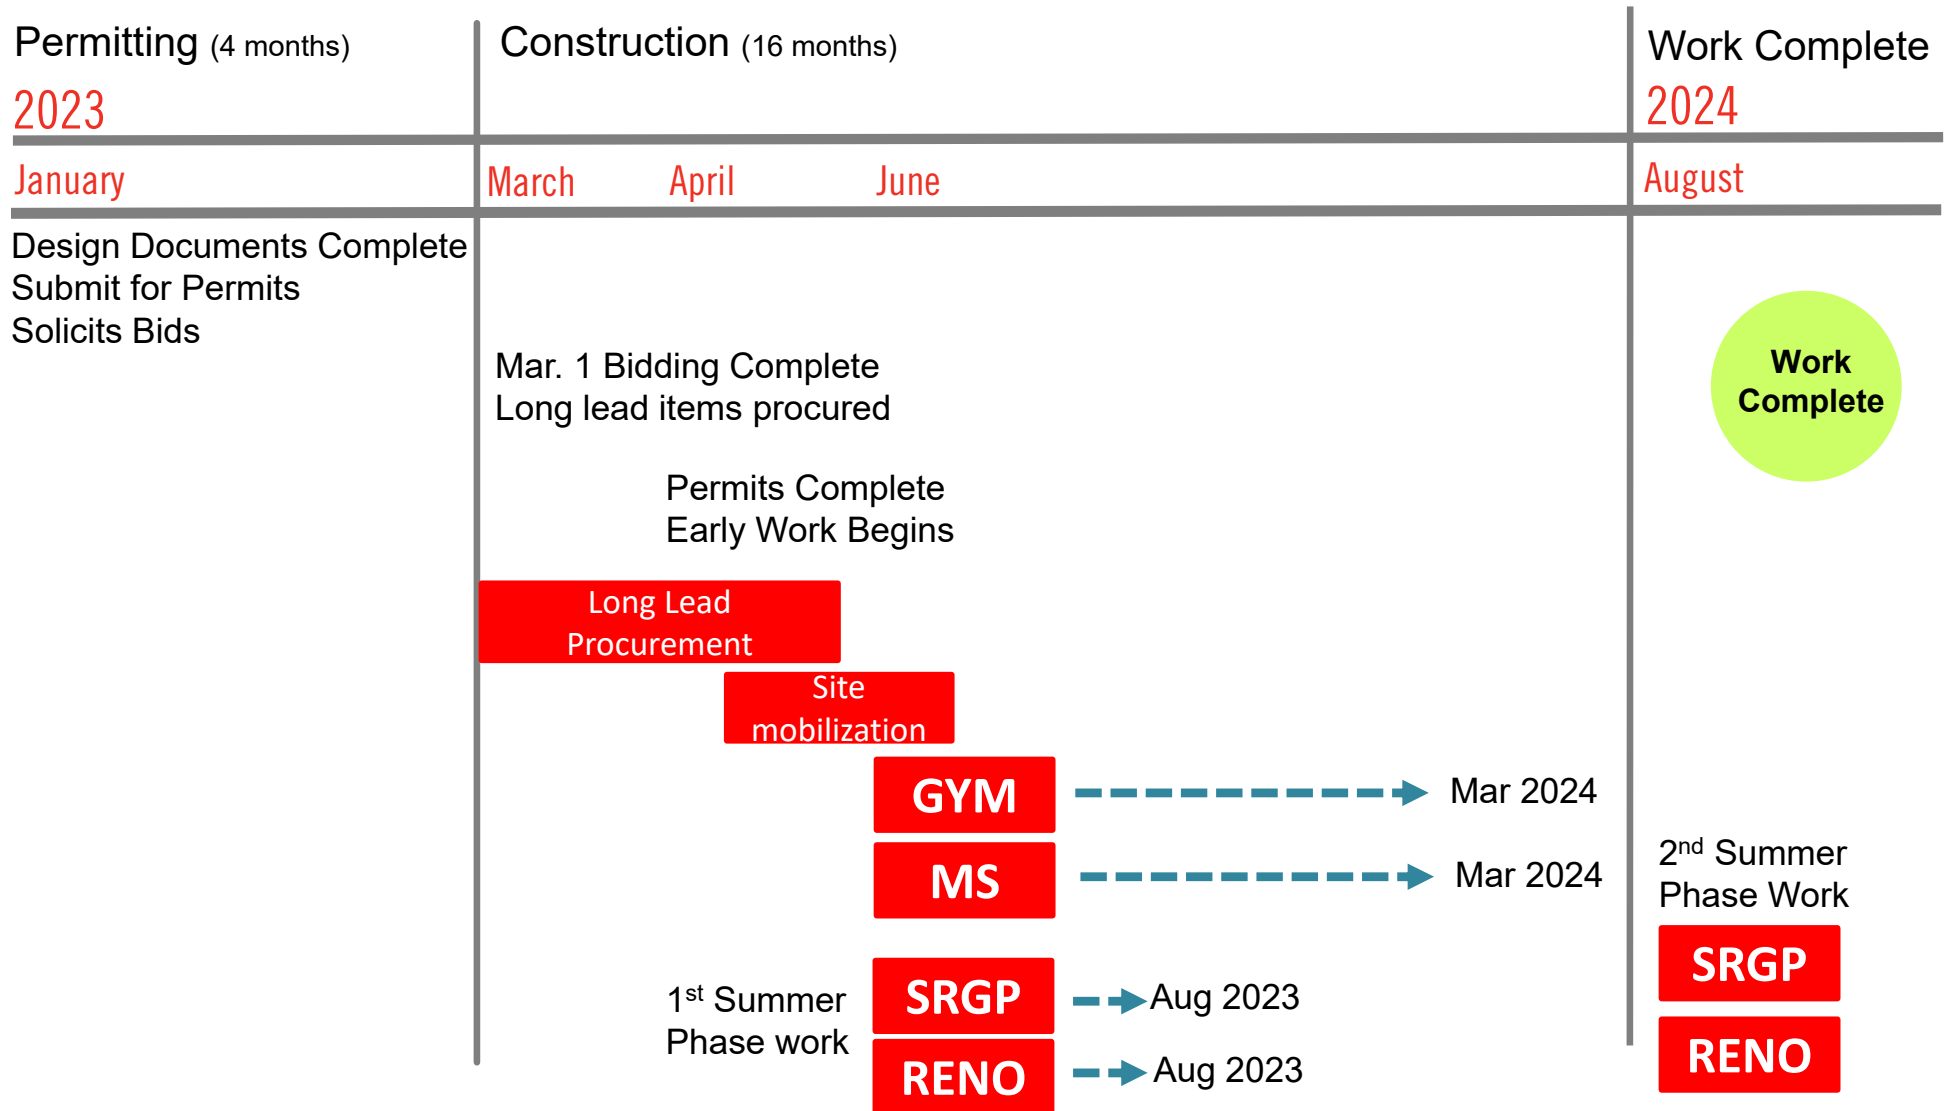 Permitting (4 months)
Construction (16 months)
Work Complete
2023
2024
January
March
April
June
August
Design Documents Complete
Submit for Permits
Solicits Bids
Mar. 1 Bidding Complete
Long lead items procured
Work
Complete
Permits Complete
Early Work Begins
Long Lead
Procurement
Site
mobilization
GYM
Mar 2024
MS
Mar 2024
2nd Summer
Phase Work
SRGP
RENO
1st Summer
Phase work
SRGP
Aug 2023
RENO
Aug 2023